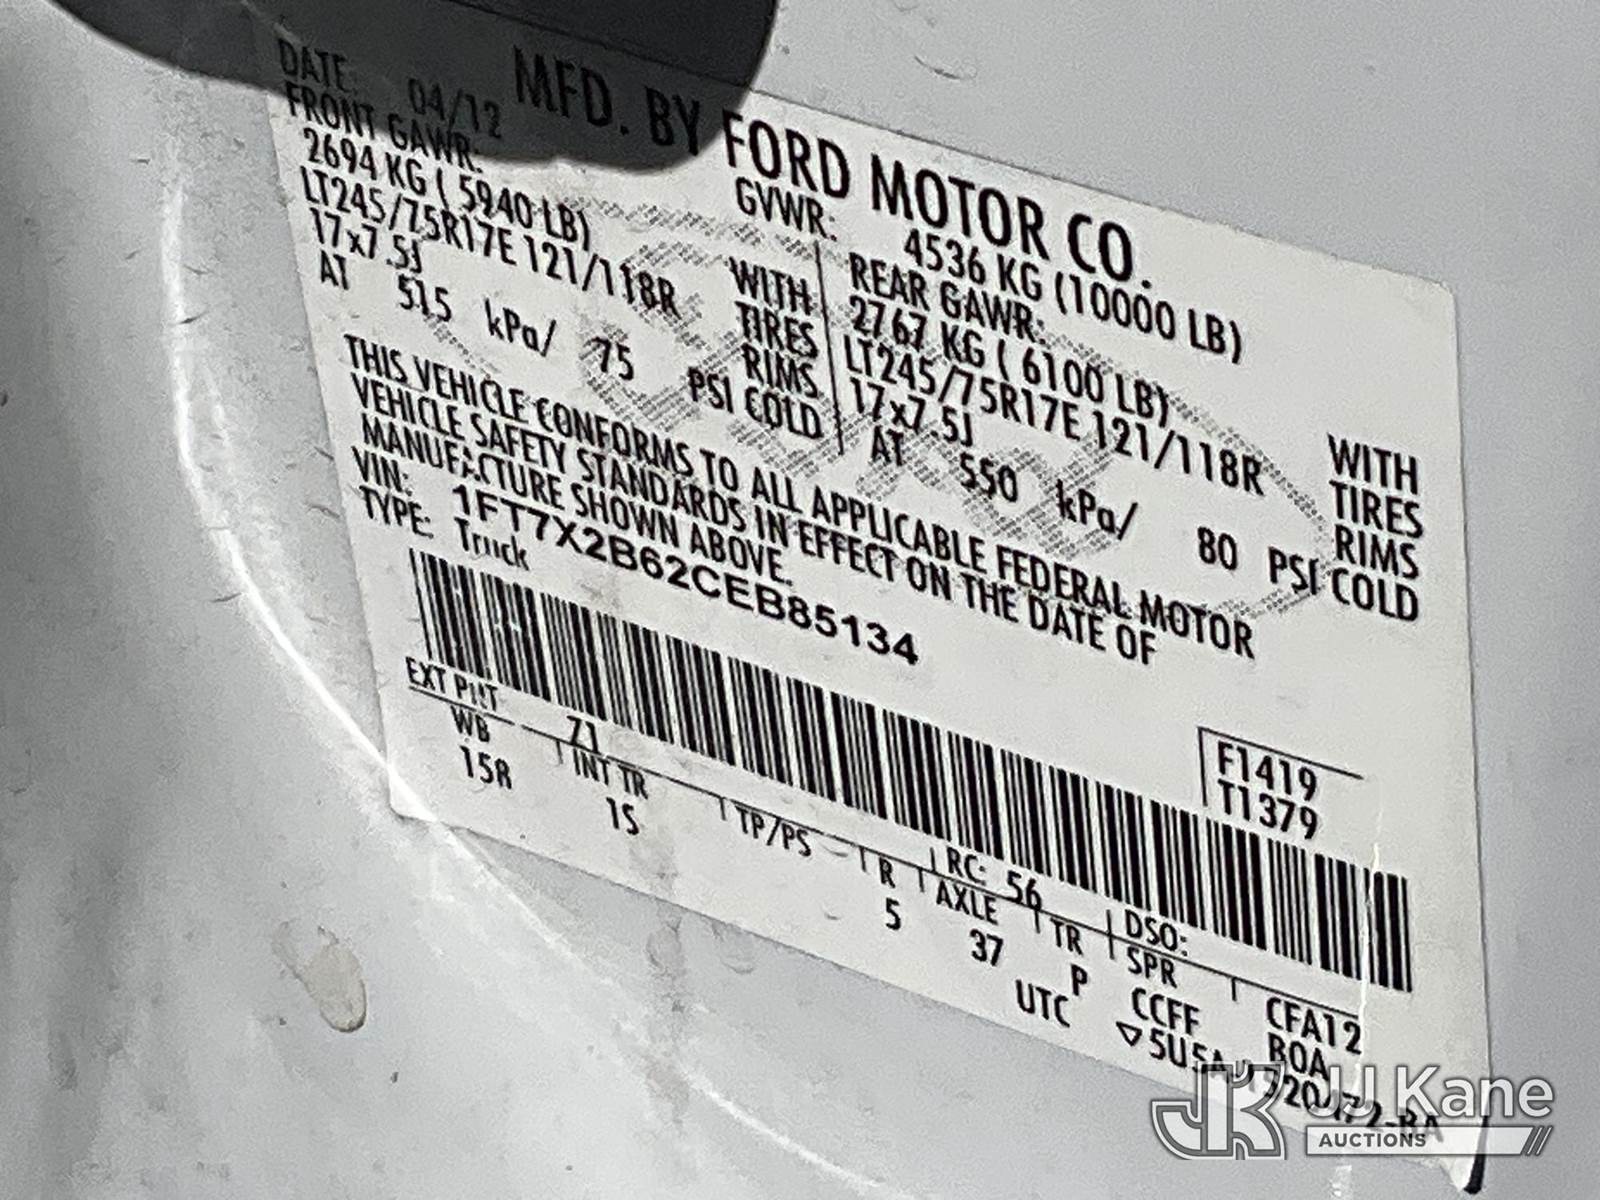 MFD. BY FORD MOTOR CO.
DATE: 04/12 GVWR: 4536 KG (10000 LB)
FRONT GAWR: REAR GAWR:
2694 KG ( 5940 LB) WITH 2767 KG ( 6100 LB) WITH
LT245/75R17E 121/118R TIRES LT245/75R17E 121/118R TIRES
17x7.5J RIMS 17x7.5J RIMS
AT 515 kPa/ 75 PSI COLD AT 550 kPa/ 80 PSI COLD
THIS VEHICLE CONFORMS TO ALL APPLICABLE FEDERAL MOTOR
VEHICLE SAFETY STANDARDS IN EFFECT ON THE DATE OF
MANUFACTURE SHOWN ABOVE.
VIN: 1FT7X2B62CEB85134
TYPE: Truck
F1419
T1379
EXT PNT Z1 RC: 56 DSO:
WB INT TR TP/PS R AXLE TR SPR CFA12
15R 1S 5 37 P CCFF BOA
UTC
JK JJ Kane
AUCTIONS